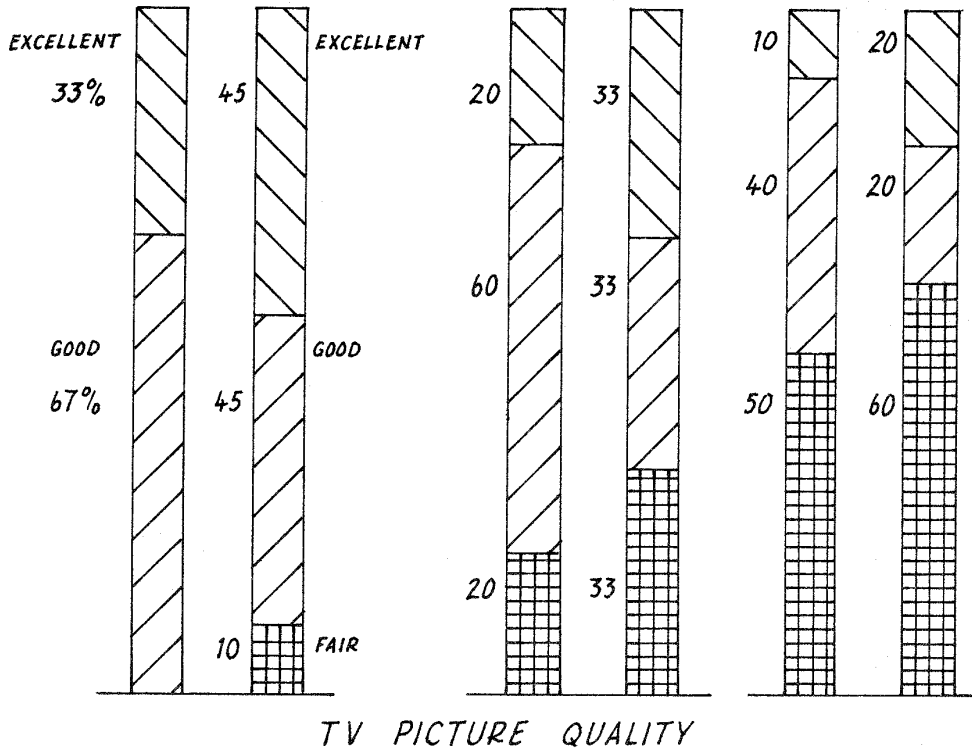 EXCELLENT EXCELLENT
33% 45 20 33 10 20
40 20
60 33
GOOD GOOD
67% 45 50 60
20 33
10 FAIR
TV PICTURE QUALITY